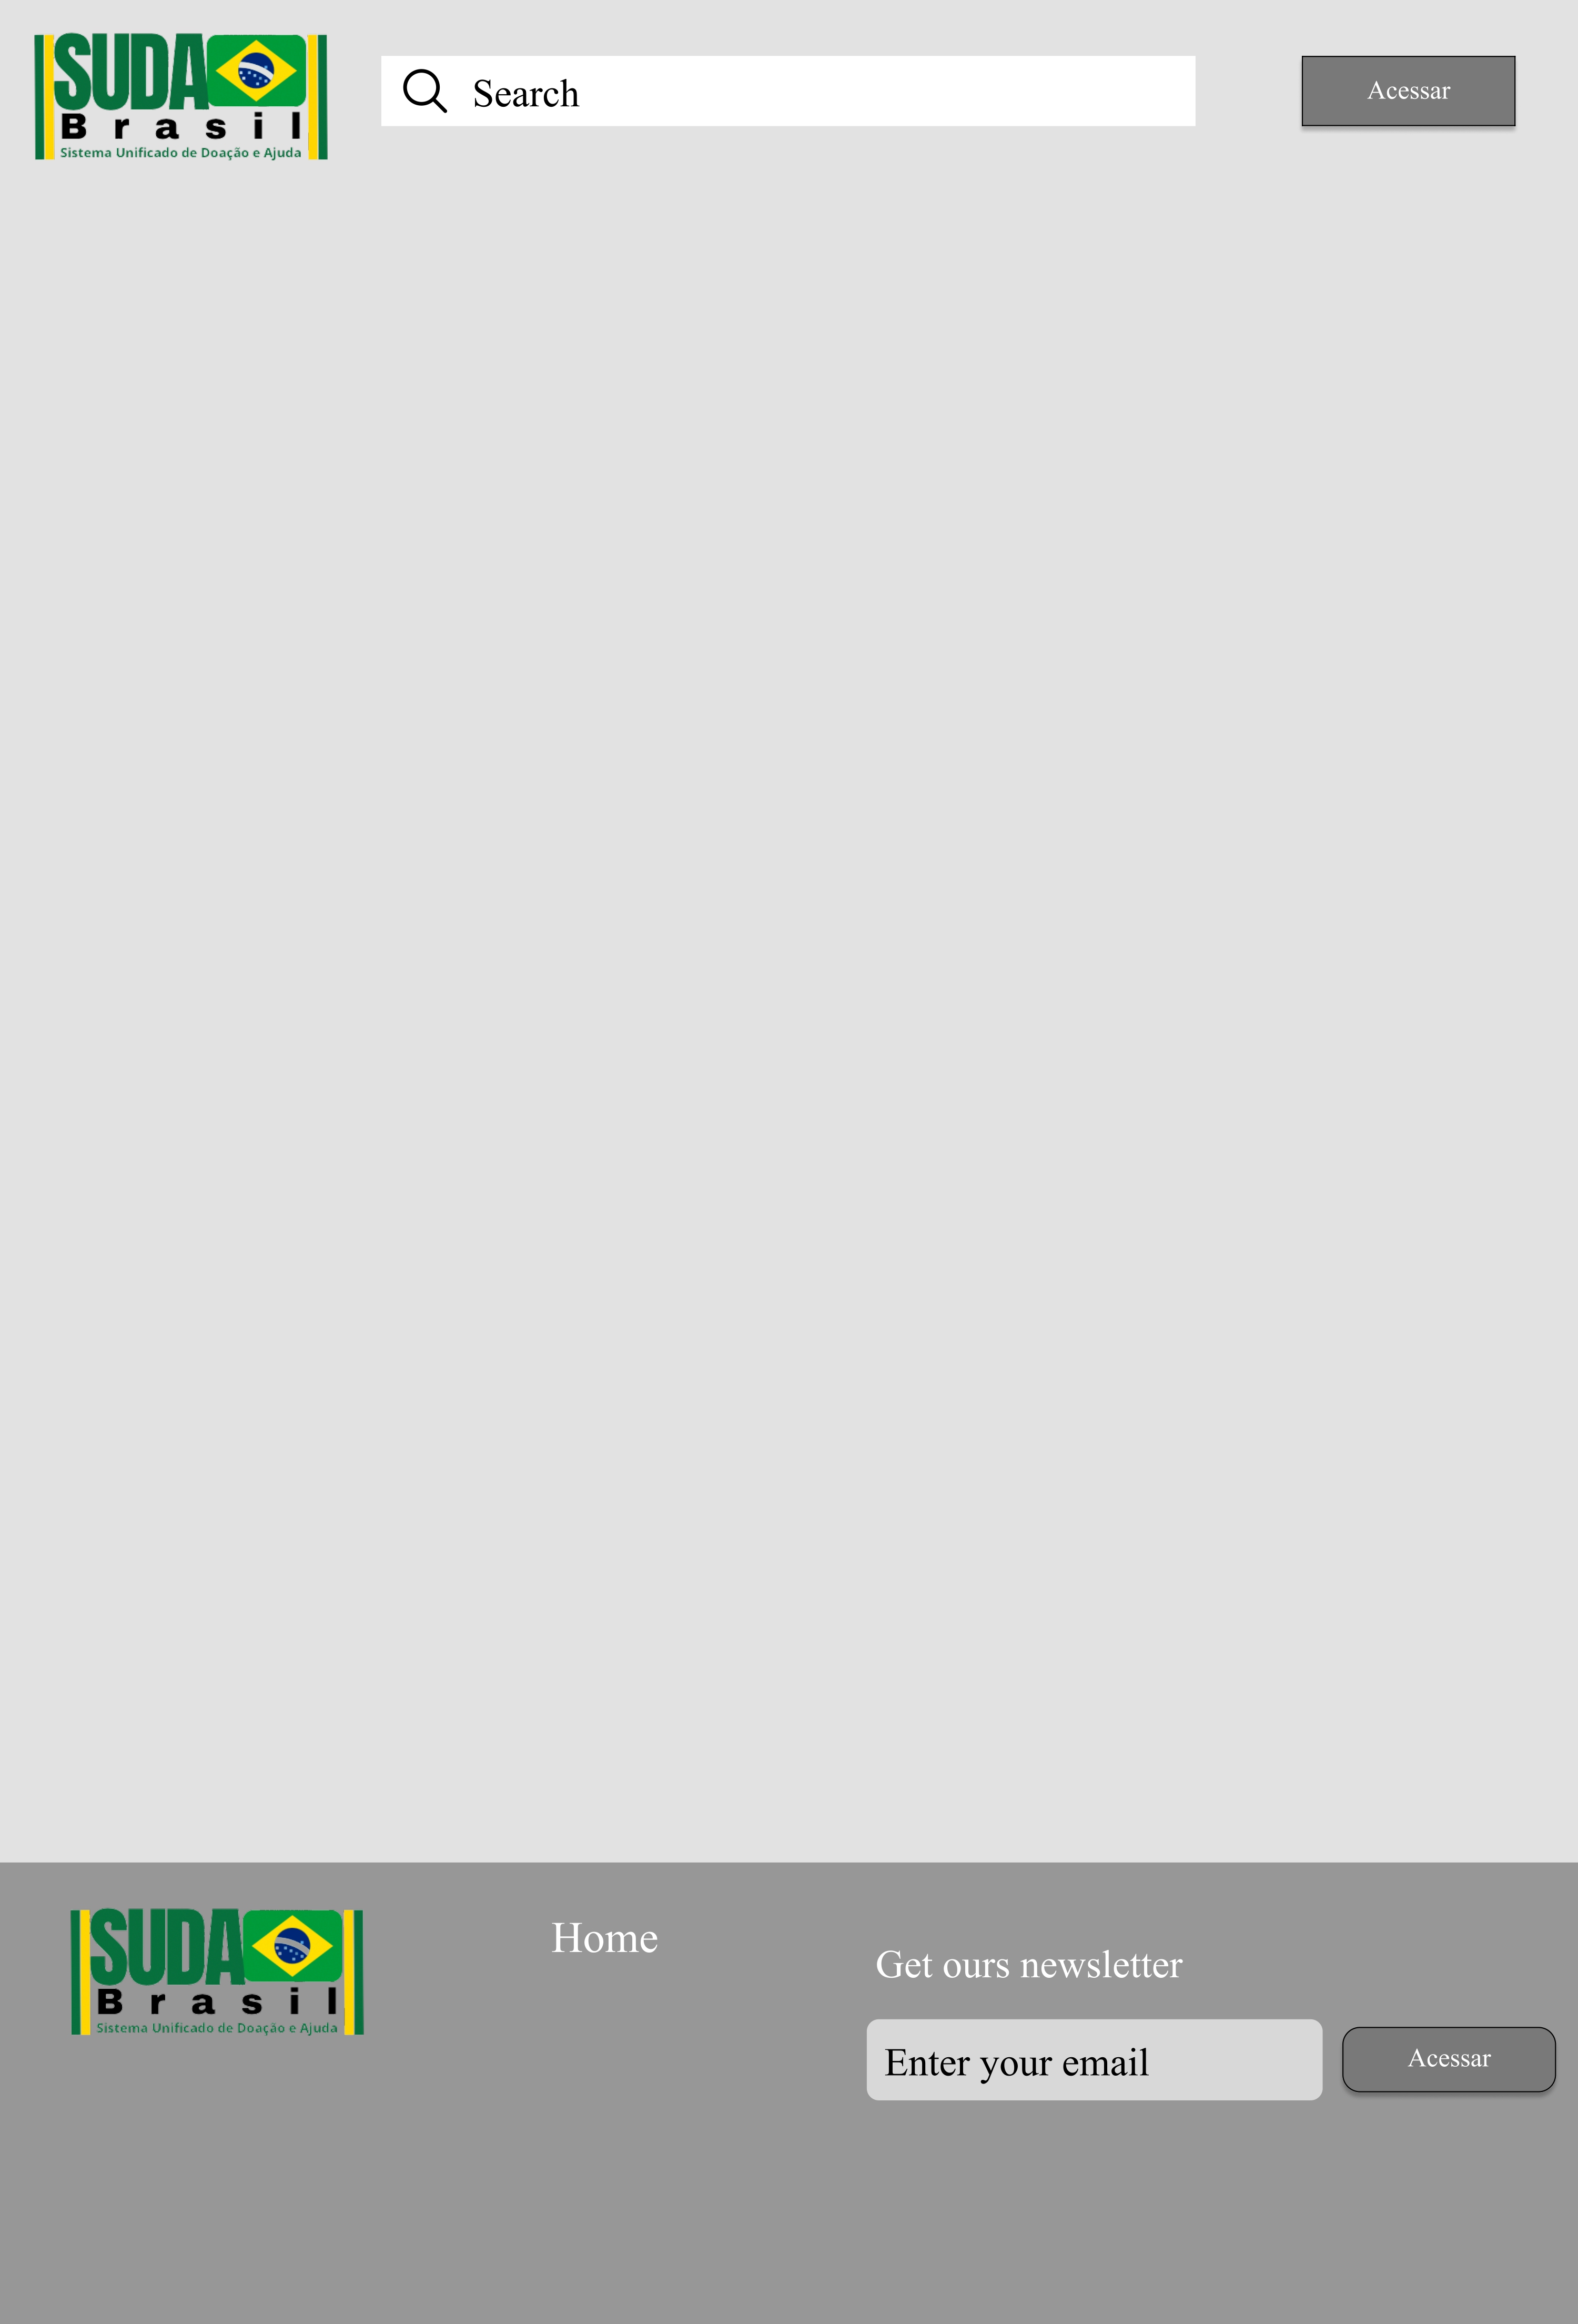 SUDA
Brasil
Sistema Unificado de Doação e Ajuda
Search
Acessar
SUDA
Brasil
Sistema Unificado de Doação e Ajuda
Home
Get ours newsletter
Enter your email
Acessar